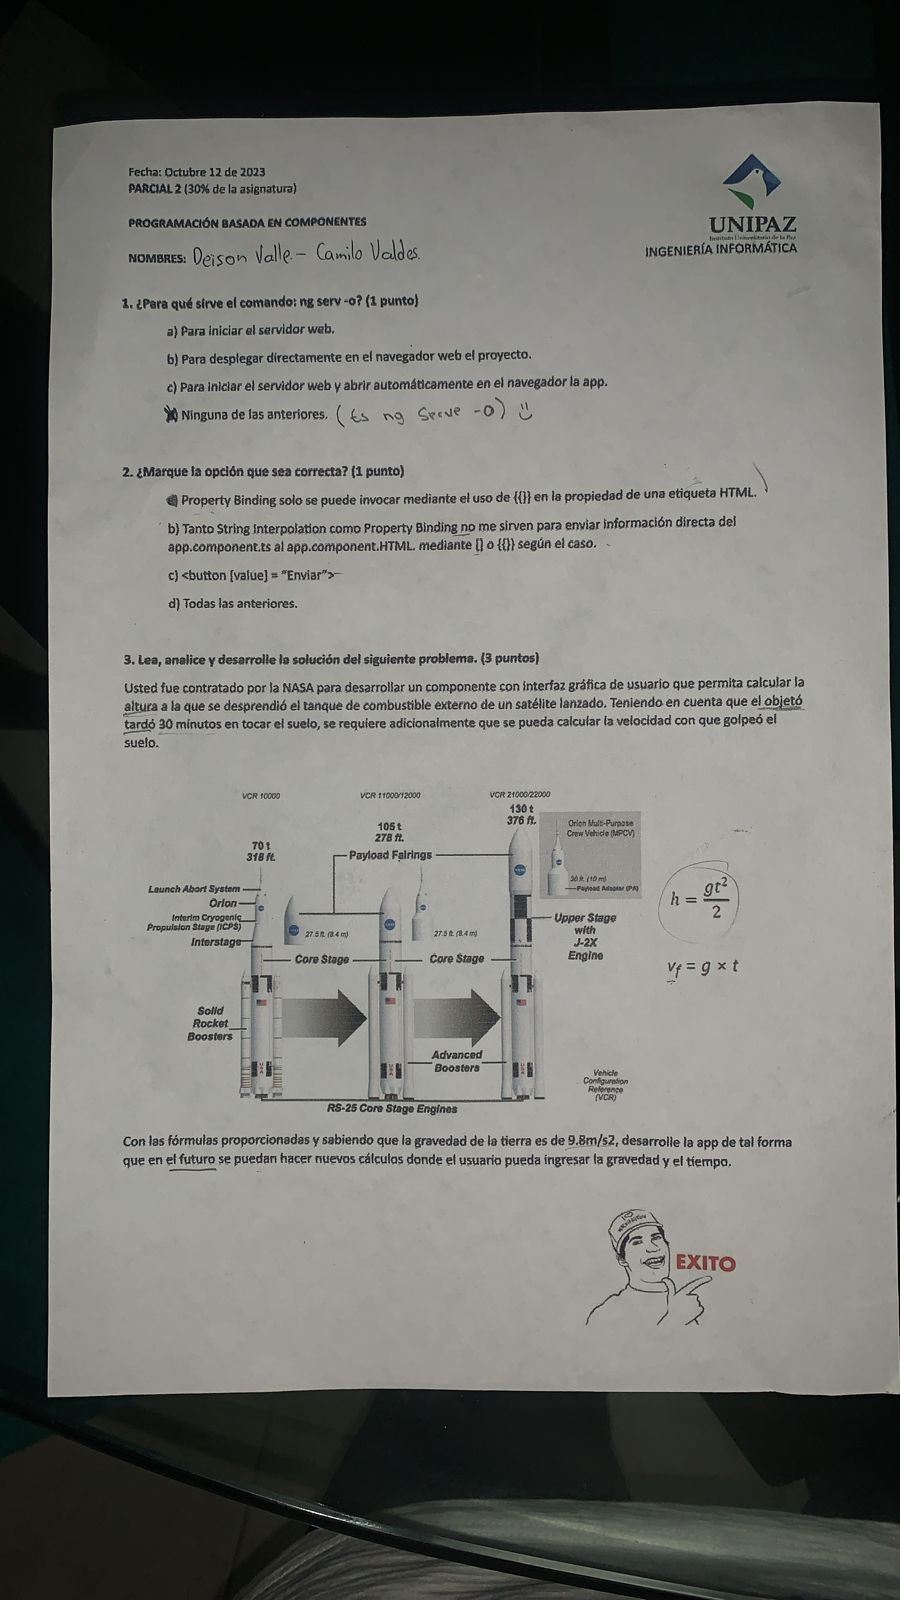 Fecha: Octubre 12 de 2023
PARCIAL 2 (30% de la asignatura)
PROGRAMACIÓN BASADA EN COMPONENTES
UNIPAZ
Instituto Universitario de la Paz
INGENIERÍA INFORMÁTICA
NOMBRES: Deison Valle - Camilo Valdes.
1. ¿Para qué sirve el comando: ng serv -o? (1 punto)
a) Para iniciar el servidor web.
b) Para desplegar directamente en el navegador web el proyecto.
c) Para iniciar el servidor web y abrir automáticamente en el navegador la app.
Ninguna de las anteriores. (Es ng Serve -o)
2. ¿Marque la opción que sea correcta? (1 punto)
Property Binding solo se puede invocar mediante el uso de {{}} en la propiedad de una etiqueta HTML.
b) Tanto String Interpolation como Property Binding no me sirven para enviar información directa del
app.component.ts al app.component.HTML. mediante [] o {{}} según el caso.
c) <button [value] = "Enviar">
d) Todas las anteriores.
3. Lea, analice y desarrolle la solución del siguiente problema. (3 puntos)
Usted fue contratado por la NASA para desarrollar un componente con interfaz gráfica de usuario que permita calcular la
altura a la que se desprendió el tanque de combustible externo de un satélite lanzado. Teniendo en cuenta que el objetó
tardó 30 minutos en tocar el suelo, se requiere adicionalmente que se pueda calcular la velocidad con que golpeó el
suelo.
VCR 10000
VCR 11000/12000
VCR 21000/22000
70 t
318 ft.
105 t
278 ft.
130 t
376 ft.
Orion Multi-Purpose
Crew Vehicle (MPCV)
30 ft. (10 m)
Payload Adapter (PA)
Payload Fairings
Launch Abort System
Orion
Interim Cryogenic
Propulsion Stage (ICPS)
Interstage
27.5 ft. (8.4 m)
27.5 ft. (8.4 m)
Core Stage
Core Stage
Upper Stage
with
J-2X
Engine
Solid
Rocket
Boosters
Advanced
Boosters
USA
USA
USA
RS-25 Core Stage Engines
Vehicle
Configuration
Reference
(VCR)
h = gt²/2
vf = g × t
Con las fórmulas proporcionadas y sabiendo que la gravedad de la tierra es de 9.8m/s2, desarrolle la app de tal forma
que en el futuro se puedan hacer nuevos cálculos donde el usuario pueda ingresar la gravedad y el tiempo.
EXITO